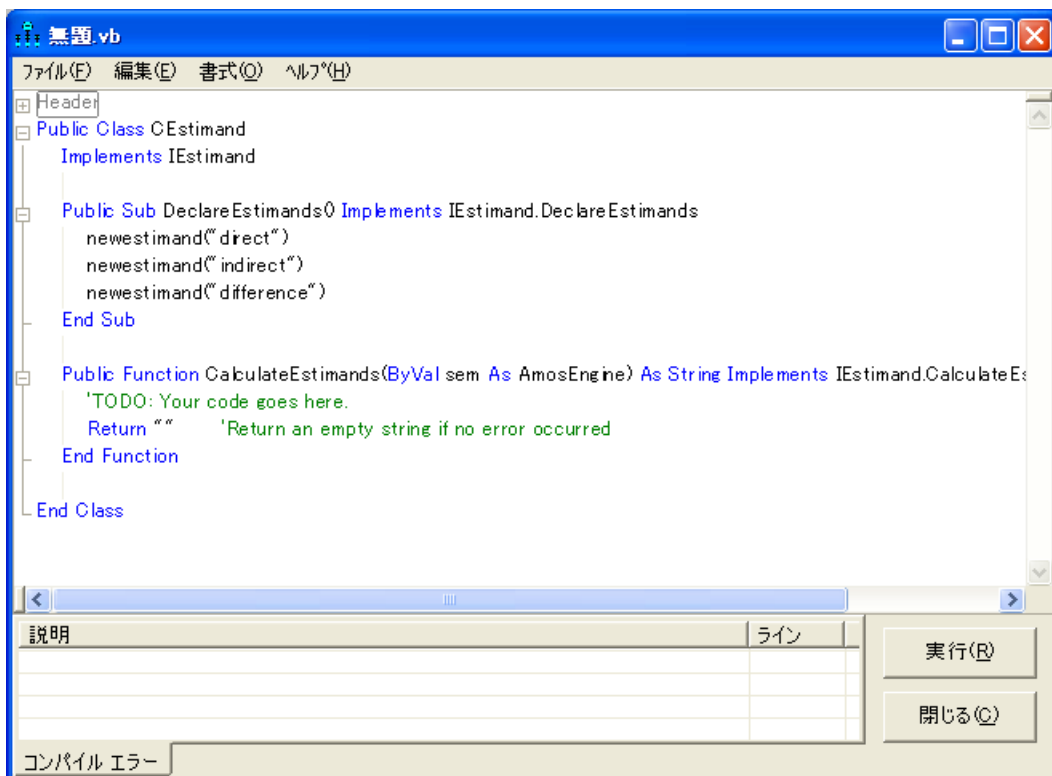 無題.vb
ファイル(F) 編集(E) 書式(O) ヘルプ(H)
Header
Public Class CEstimand
Implements IEstimand
Public Sub DeclareEstimands() Implements IEstimand.DeclareEstimands
newestimand("direct")
newestimand("indirect")
newestimand("difference")
End Sub
Public Function CalculateEstimands(ByVal sem As AmosEngine) As String Implements IEstimand.CalculateEs
'TODO: Your code goes here.
Return "" 'Return an empty string if no error occurred
End Function
End Class
説明 ライン
実行(R)
閉じる(C)
コンパイル エラー